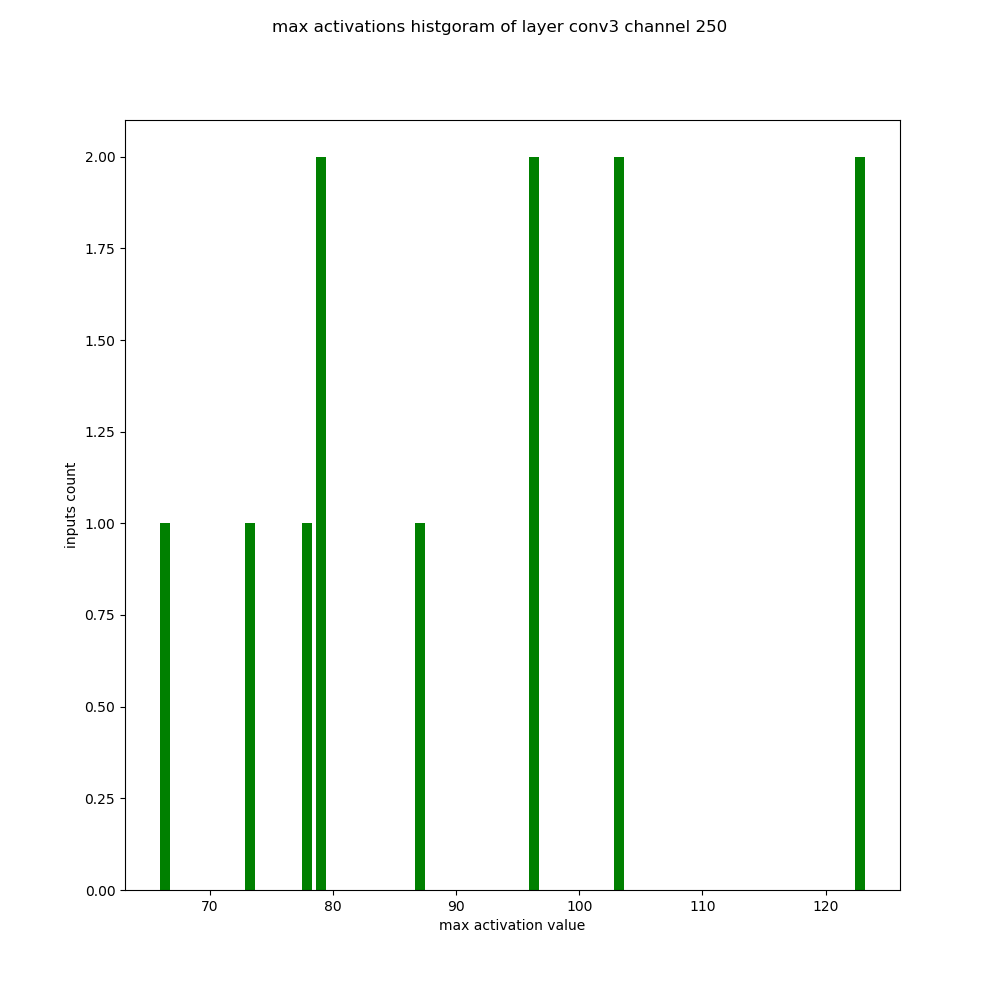 max activations histgoram of layer conv3 channel 250
2.00
1.75
1.50
1.25
1.00
0.75
0.50
0.25
0.00
inputs count
70 80 90 100 110 120
max activation value